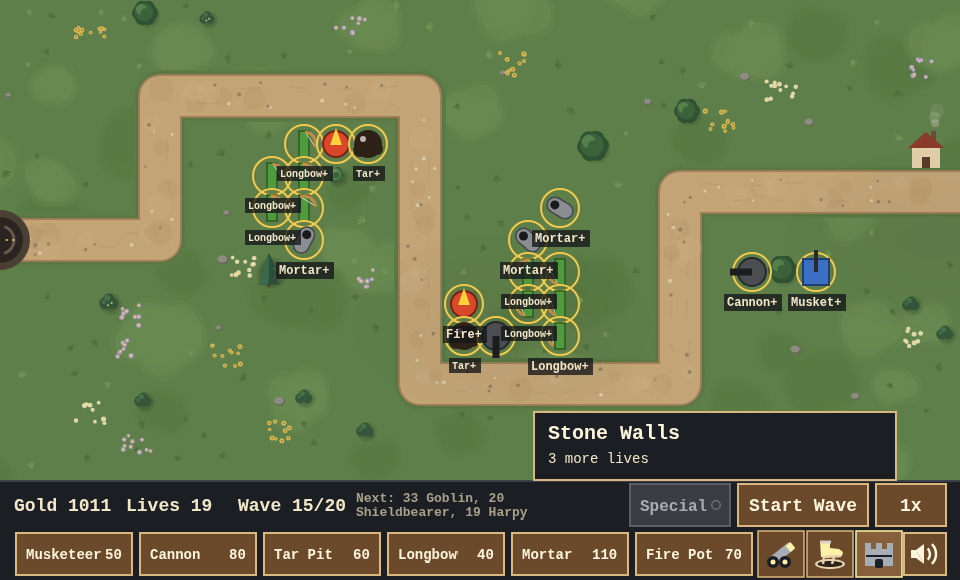 Longbow+
Tar+
Longbow+
Longbow+
Mortar+
Mortar+
Mortar+
Longbow+
Cannon+
Musket+
Fire+
Longbow+
Tar+
Longbow+
Stone Walls
3 more lives
Gold 1011
Lives 19
Wave 15/20
Next: 33 Goblin, 20
Shieldbearer, 19 Harpy
Special
Start Wave
1x
Musketeer 50
Cannon 80
Tar Pit 60
Longbow 40
Mortar 110
Fire Pot 70